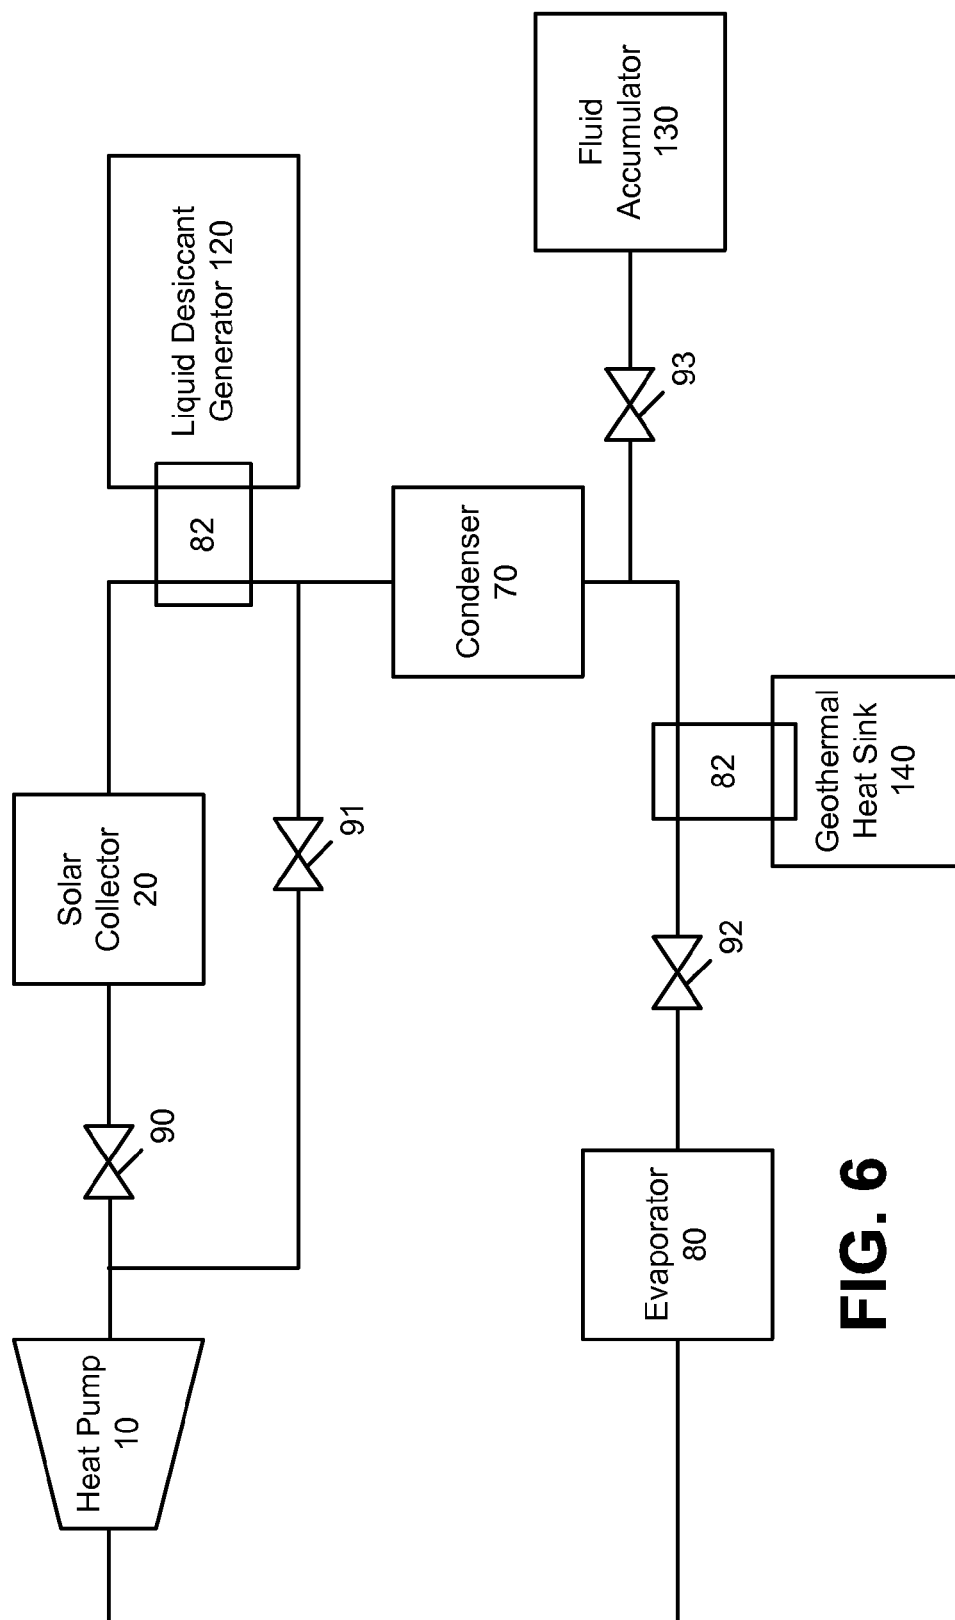 Heat Pump
10
90
Solar
Collector
20
91
82
Liquid Desiccant
Generator 120
Condenser
70
Fluid
Accumulator
130
93
Evaporator
80
92
82
Geothermal
Heat Sink
140
FIG. 6